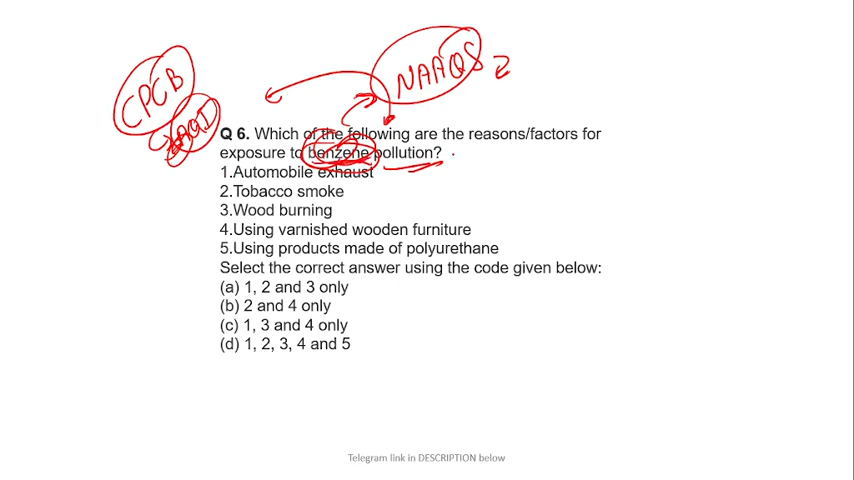 NAAQS
CPCB
AQI
Q 6. Which of the following are the reasons/factors for
exposure to benzene pollution?
1.Automobile exhaust
2.Tobacco smoke
3.Wood burning
4.Using varnished wooden furniture
5.Using products made of polyurethane
Select the correct answer using the code given below:
(a) 1, 2 and 3 only
(b) 2 and 4 only
(c) 1, 3 and 4 only
(d) 1, 2, 3, 4 and 5
Telegram link in DESCRIPTION below